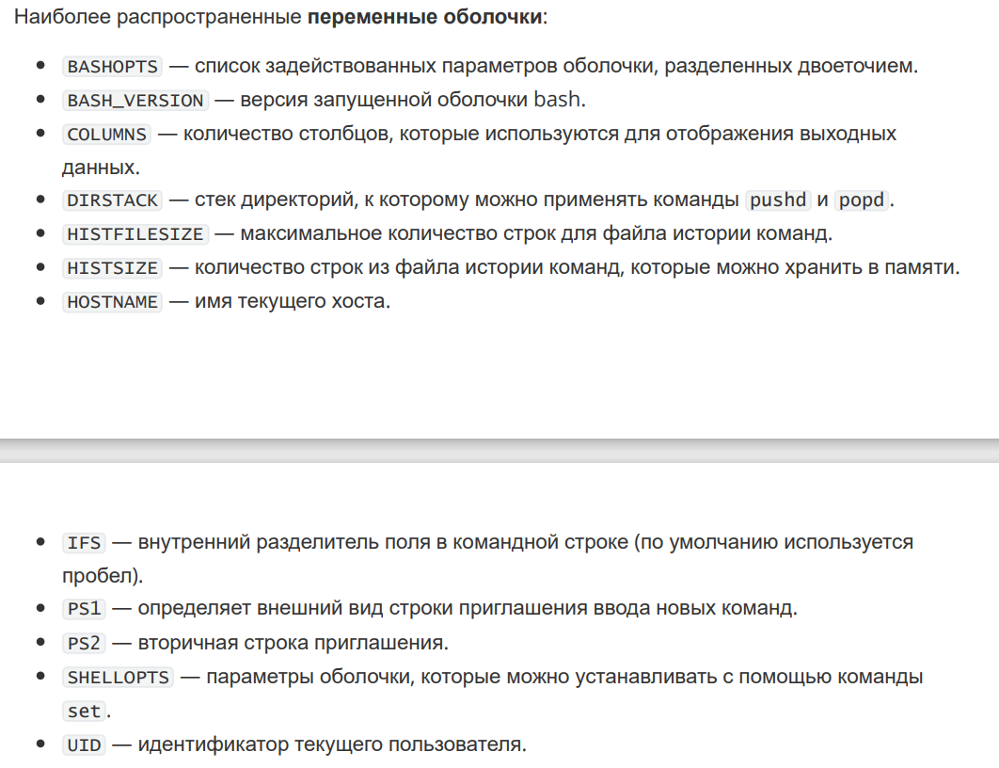 Наиболее распространенные переменные оболочки:
• BASHOPTS — список задействованных параметров оболочки, разделенных двоеточием.
• BASH_VERSION — версия запущенной оболочки bash.
• COLUMNS — количество столбцов, которые используются для отображения выходных
данных.
• DIRSTACK — стек директорий, к которому можно применять команды pushd и popd.
• HISTFILESIZE — максимальное количество строк для файла истории команд.
• HISTSIZE — количество строк из файла истории команд, которые можно хранить в памяти.
• HOSTNAME — имя текущего хоста.
• IFS — внутренний разделитель поля в командной строке (по умолчанию используется
пробел).
• PS1 — определяет внешний вид строки приглашения ввода новых команд.
• PS2 — вторичная строка приглашения.
• SHELLOPTS — параметры оболочки, которые можно устанавливать с помощью команды
set.
• UID — идентификатор текущего пользователя.